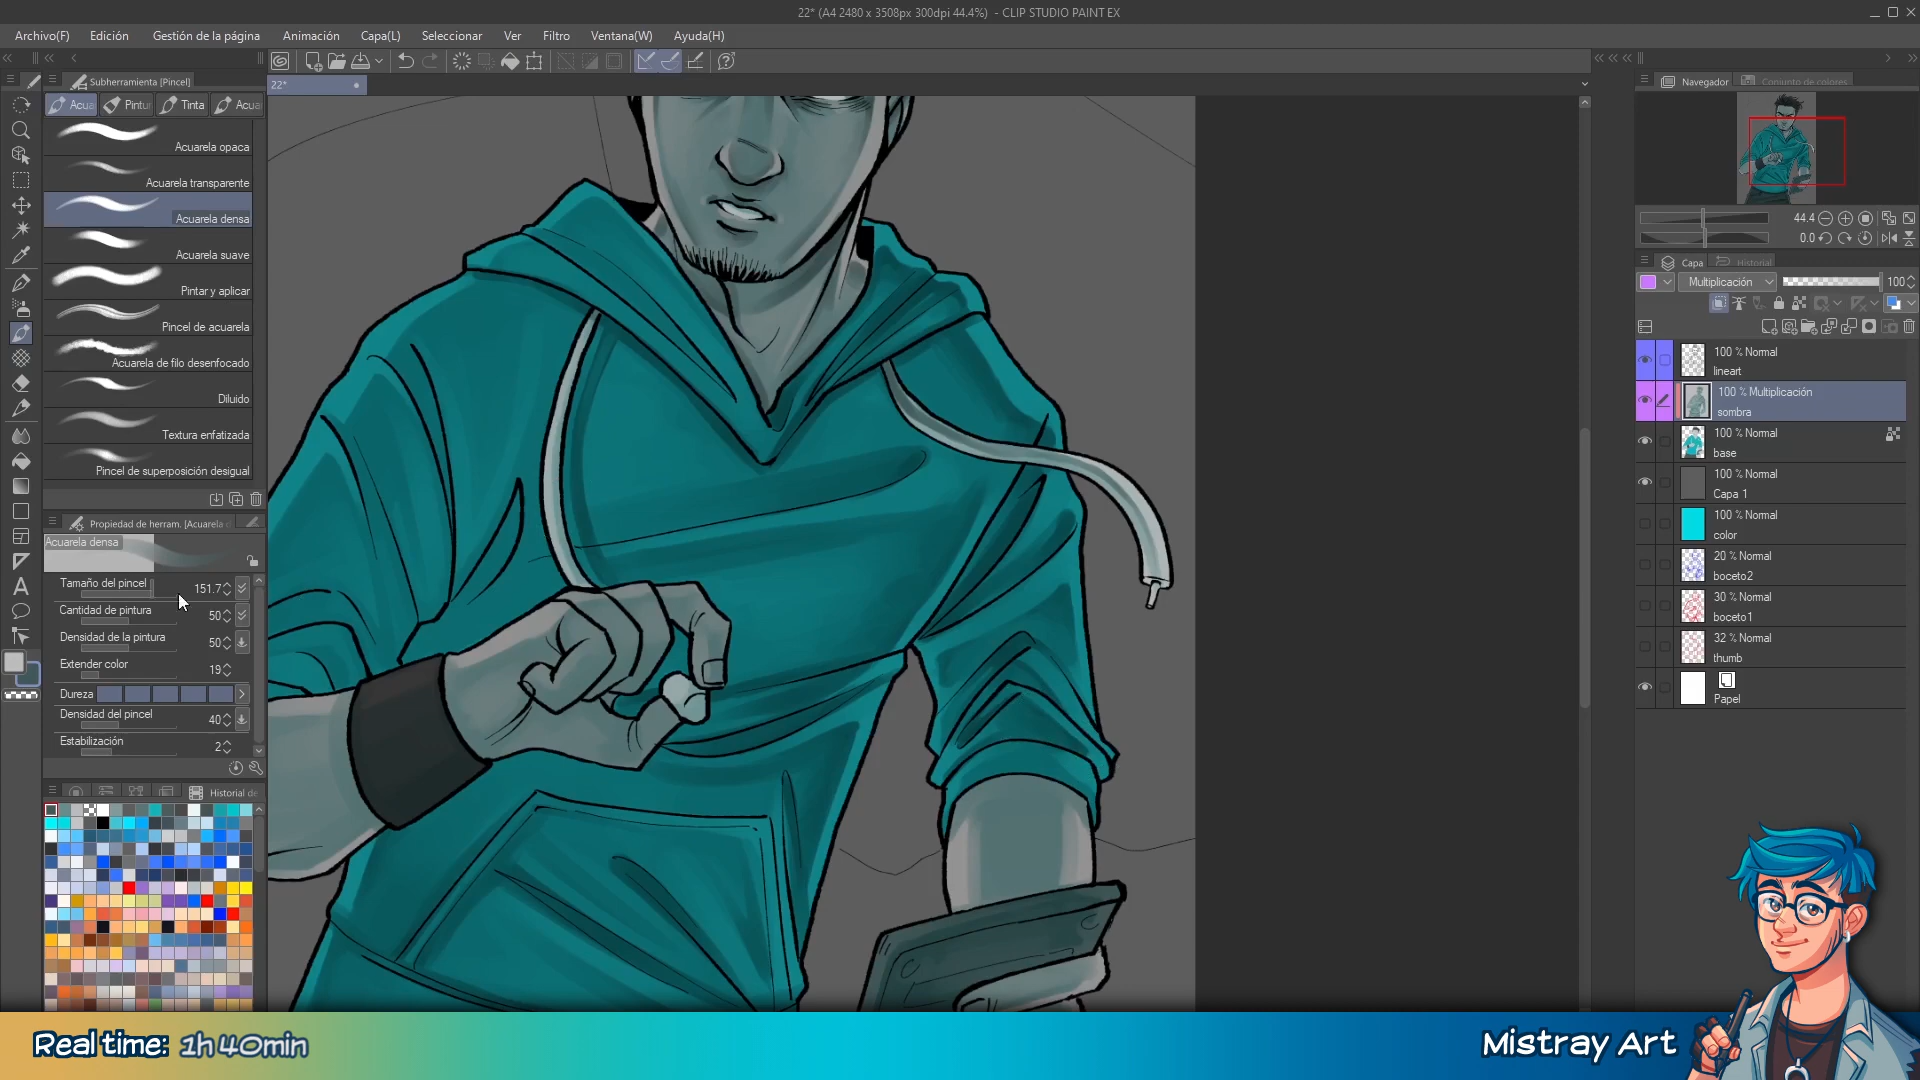 22* (A4 2480 x 3508px 300dpi 44.4%) - CLIP STUDIO PAINT EX
Archivo(F) Edición Gestión de la página Animación Capa(L) Seleccionar Ver Filtro Ventana(W) Ayuda(H)
Subherramienta [Pincel]
Acua Pintur Tinta Acua
Acuarela opaca
Acuarela transparente
Acuarela densa
Acuarela suave
Pintar y aplicar
Pincel de acuarela
Acuarela de filo desenfocado
Diluido
Textura enfatizada
Pincel de superposición desigual
Propiedad de herram. [Acuarela d
Acuarela densa
Tamaño del pincel 151.7
Cantidad de pintura 50
Densidad de la pintura 50
Extender color 19
Dureza
Densidad del pincel 40
Estabilización 2
Historial de
22*
Navegador Conjunto de colores
44.4
0.0
Capa Historial
Multiplicación 100
100 % Normal
lineart
100 % Multiplicación
sombra
100 % Normal
base
100 % Normal
Capa 1
100 % Normal
color
20 % Normal
boceto2
30 % Normal
boceto1
32 % Normal
thumb
Papel
Real time: 1h 40min
Mistray Art